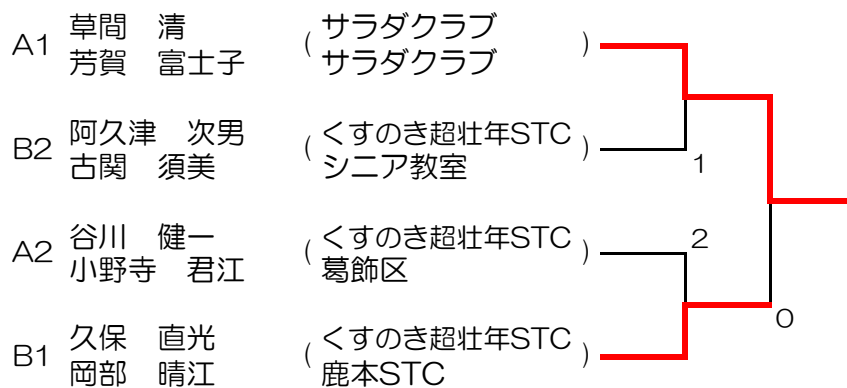 A1 草間　清 ( サラダクラブ )
芳賀　富士子 サラダクラブ
B2 阿久津　次男 ( くすのき超壮年STC )
古関　須美 シニア教室
1
A2 谷川　健一 ( くすのき超壮年STC )
小野寺　君江 葛飾区
2
0
B1 久保　直光 ( くすのき超壮年STC )
岡部　晴江 鹿本STC